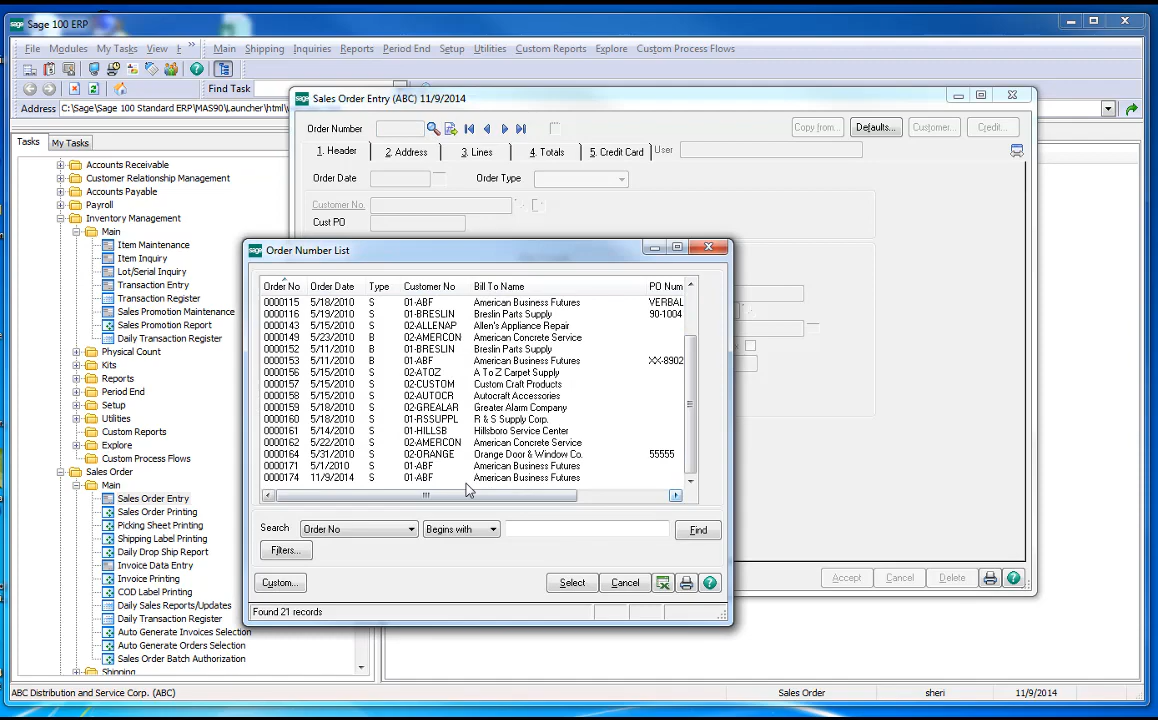 Sage 100 ERP
File Modules My Tasks View H » Main Shipping Inquiries Reports Period End Setup Utilities Custom Reports Explore Custom Process Flows
Find Task
Address C:\Sage\Sage 100 Standard ERP\MAS90\Launcher\html\
Tasks My Tasks
Accounts Receivable
Customer Relationship Management
Accounts Payable
Payroll
Inventory Management
Main
Item Maintenance
Item Inquiry
Lot/Serial Inquiry
Transaction Entry
Transaction Register
Sales Promotion Maintenance
Sales Promotion Report
Daily Transaction Register
Physical Count
Kits
Reports
Period End
Setup
Utilities
Custom Reports
Explore
Custom Process Flows
Sales Order
Main
Sales Order Entry
Sales Order Printing
Picking Sheet Printing
Shipping Label Printing
Daily Drop Ship Report
Invoice Data Entry
Invoice Printing
COD Label Printing
Daily Sales Reports/Updates
Daily Transaction Register
Auto Generate Invoices Selection
Auto Generate Orders Selection
Sales Order Batch Authorization
Shipping
Sales Order Entry (ABC) 11/9/2014
Order Number Copy from... Defaults... Customer... Credit...
1. Header 2. Address 3. Lines 4. Totals 5. Credit Card User
Order Date Order Type
Customer No.
Cust PO
sage Order Number List
Order No Order Date Type Customer No Bill To Name PO Num
0000115 5/18/2010 S 01-ABF American Business Futures VERBAL
0000116 5/19/2010 S 01-BRESLIN Breslin Parts Supply 90-1004
0000143 5/15/2010 S 02-ALLENAP Allen's Appliance Repair
0000149 5/23/2010 B 02-AMERCON American Concrete Service
0000152 5/11/2010 B 01-BRESLIN Breslin Parts Supply
0000153 5/11/2010 B 01-ABF American Business Futures XX-8902
0000156 5/15/2010 S 02-ATOZ A To Z Carpet Supply
0000157 5/15/2010 S 02-CUSTOM Custom Craft Products
0000158 5/15/2010 S 02-AUTOCR Autocraft Accessories
0000159 5/18/2010 S 02-GREALAR Greater Alarm Company
0000160 5/18/2010 S 01-RSSUPPL R & S Supply Corp.
0000161 5/14/2010 S 01-HILLSB Hillsboro Service Center
0000162 5/22/2010 S 02-AMERCON American Concrete Service
0000164 5/31/2010 S 02-ORANGE Orange Door & Window Co. 55555
0000171 5/1/2010 S 01-ABF American Business Futures
0000174 11/9/2014 S 01-ABF American Business Futures
Search Order No Begins with Find
Filters...
Custom... Select Cancel
Found 21 records
Accept Cancel Delete
ABC Distribution and Service Corp. (ABC) Sales Order sheri 11/9/2014